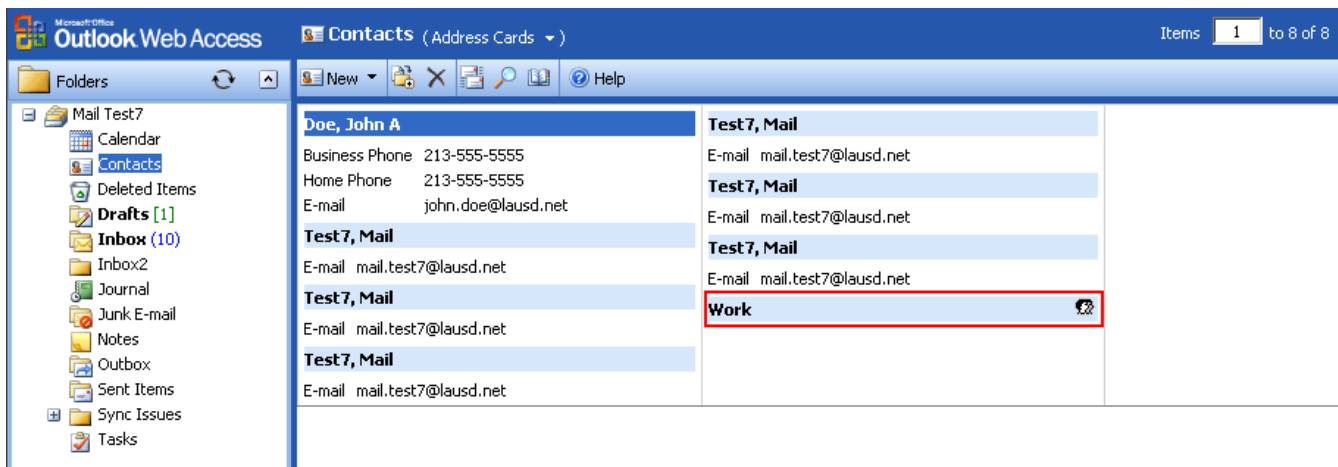 Microsoft Office
Outlook Web Access
Contacts (Address Cards )
Items 1 to 8 of 8
Folders
New
Help
Mail Test7
Calendar
Contacts
Deleted Items
Drafts [1]
Inbox (10)
Inbox2
Journal
Junk E-mail
Notes
Outbox
Sent Items
Sync Issues
Tasks
Doe, John A
Business Phone 213-555-5555
Home Phone 213-555-5555
E-mail john.doe@lausd.net
Test7, Mail
E-mail mail.test7@lausd.net
Test7, Mail
E-mail mail.test7@lausd.net
Test7, Mail
E-mail mail.test7@lausd.net
Test7, Mail
E-mail mail.test7@lausd.net
Test7, Mail
E-mail mail.test7@lausd.net
Test7, Mail
E-mail mail.test7@lausd.net
Work